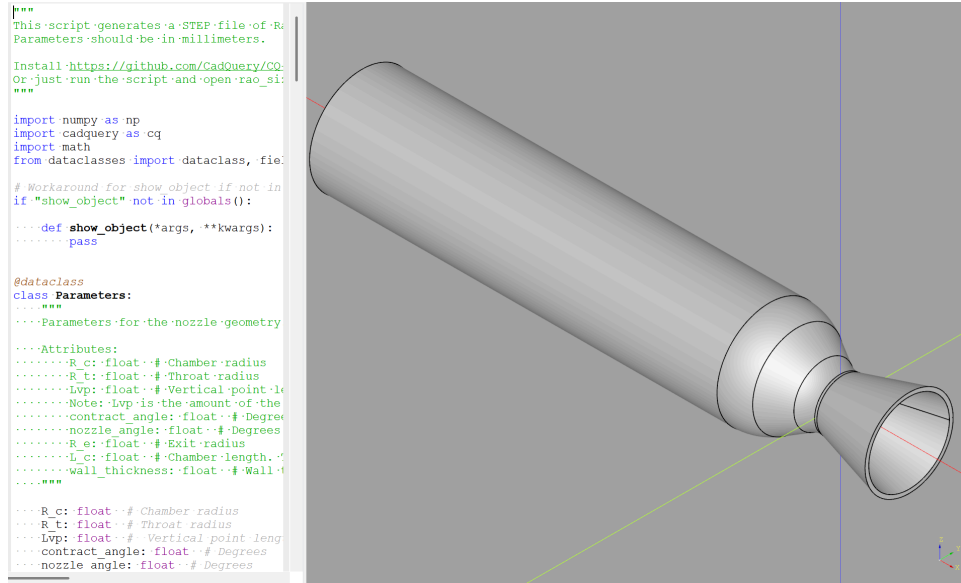 """
This script generates a STEP file of Ra
Parameters should be in millimeters.
Install https://github.com/CadQuery/CQ-
Or just run the script and open rao_si
"""
import numpy as np
import cadquery as cq
import math
from dataclasses import dataclass, fiel
# Workaround for show_object if not in
if "show_object" not in globals():
def show_object(*args, **kwargs):
pass
@dataclass
class Parameters:
"""
Parameters for the nozzle geometry
Attributes:
R_c: float # Chamber radius
R_t: float # Throat radius
Lvp: float # Vertical point le
Note: Lvp is the amount of the
contract_angle: float # Degree
nozzle_angle: float # Degrees
R_e: float # Exit radius
L_c: float # Chamber length.
wall_thickness: float # Wall t
"""
R_c: float # Chamber radius
R_t: float # Throat radius
Lvp: float # Vertical point leng
contract_angle: float # Degrees
nozzle_angle: float # Degrees